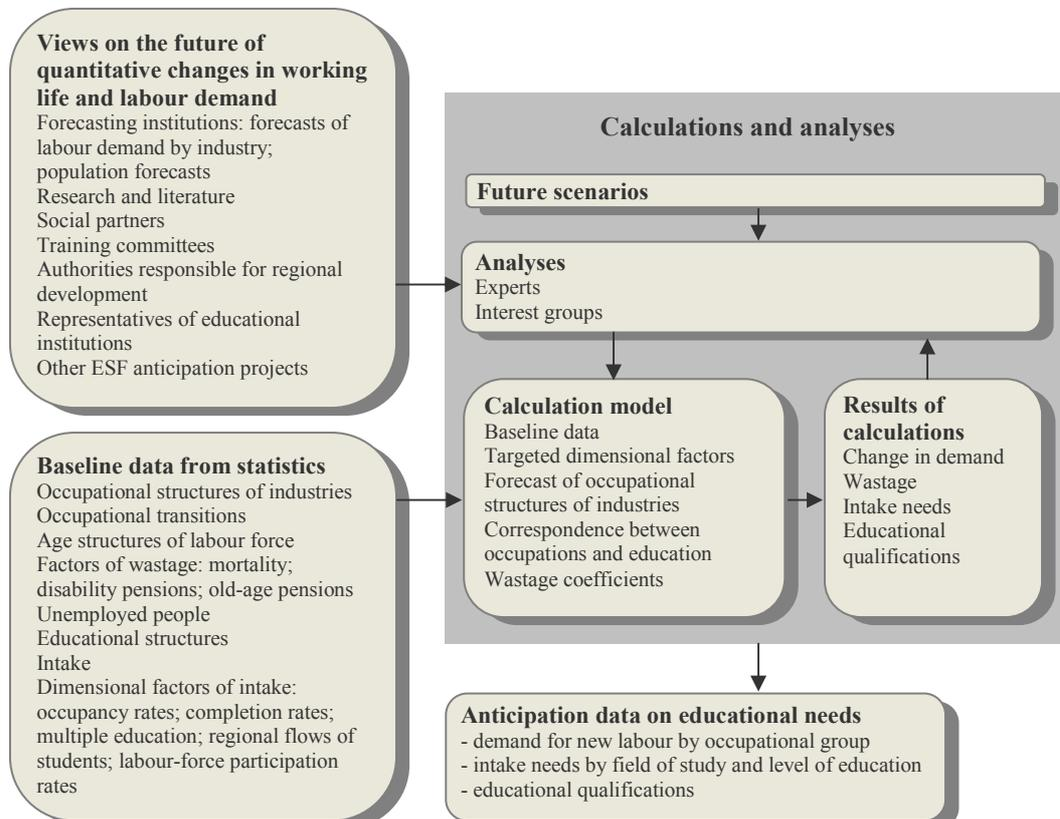 Views on the future of
quantitative changes in working
life and labour demand
Forecasting institutions: forecasts of
labour demand by industry;
population forecasts
Research and literature
Social partners
Training committees
Authorities responsible for regional
development
Representatives of educational
institutions
Other ESF anticipation projects
Baseline data from statistics
Occupational structures of industries
Occupational transitions
Age structures of labour force
Factors of wastage: mortality;
disability pensions; old-age pensions
Unemployed people
Educational structures
Intake
Dimensional factors of intake:
occupancy rates; completion rates;
multiple education; regional flows of
students; labour-force participation
rates
Calculations and analyses
Future scenarios
Analyses
Experts
Interest groups
Calculation model
Baseline data
Targeted dimensional factors
Forecast of occupational
structures of industries
Correspondence between
occupations and education
Wastage coefficients
Results of
calculations
Change in demand
Wastage
Intake needs
Educational
qualifications
Anticipation data on educational needs
- demand for new labour by occupational group
- intake needs by field of study and level of education
- educational qualifications